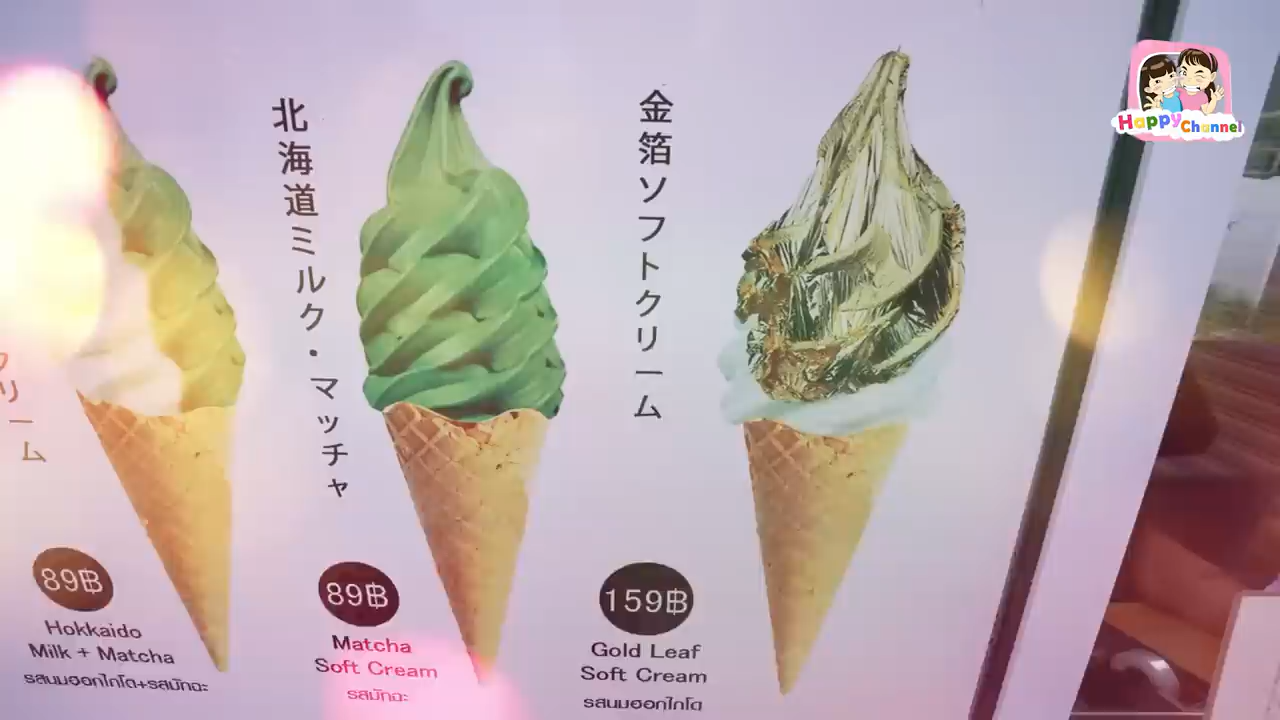 クリーム
89฿
Hokkaido
Milk + Matcha
รสนมฮอกไกโด+รสมัทฉะ
北海道ミルク・マッチャ
89฿
Matcha
Soft Cream
รสมัทฉะ
金箔ソフトクリーム
159฿
Gold Leaf
Soft Cream
รสนมฮอกไกโด
Happy Channel